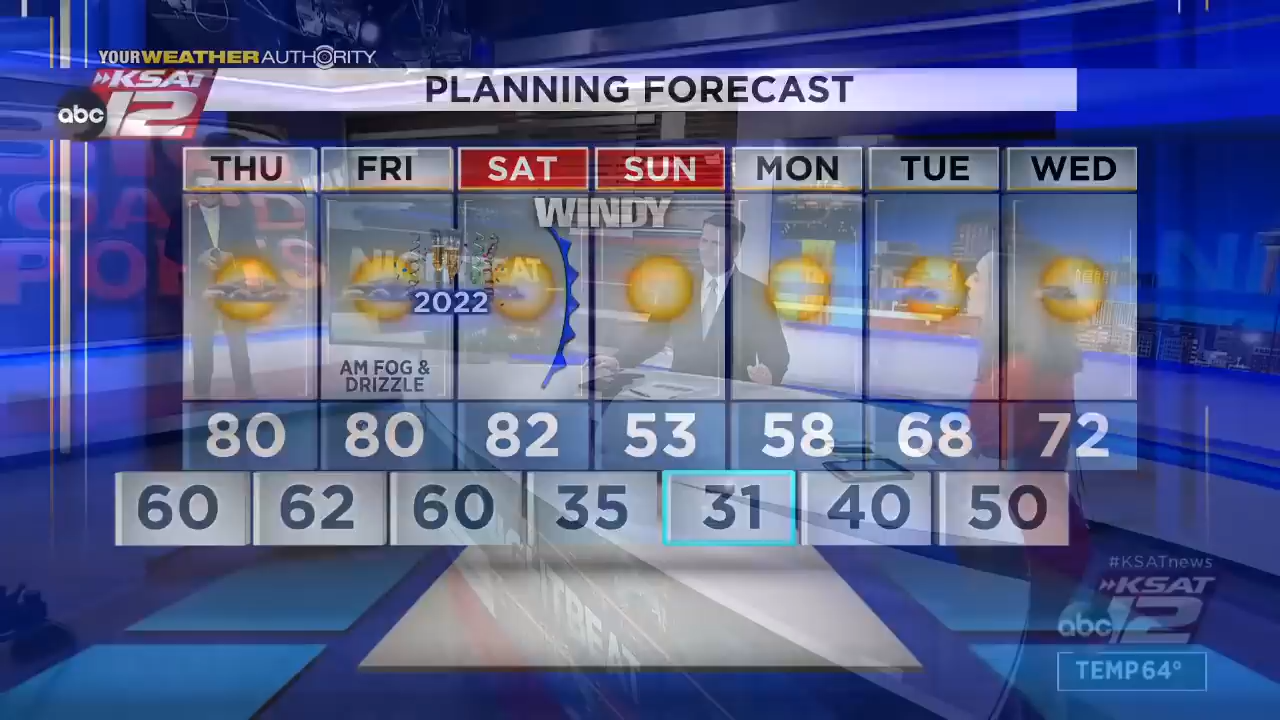 YOUR WEATHER AUTHORITY
KSAT
abc 12
PLANNING FORECAST
THU FRI SAT SUN MON TUE WED
WINDY
NIGHTBEAT
2022
AM FOG &
DRIZZLE
80 80 82 53 58 68 72
60 62 60 35 31 40 50
#KSATnews
KSAT
abc 12
TEMP 64°